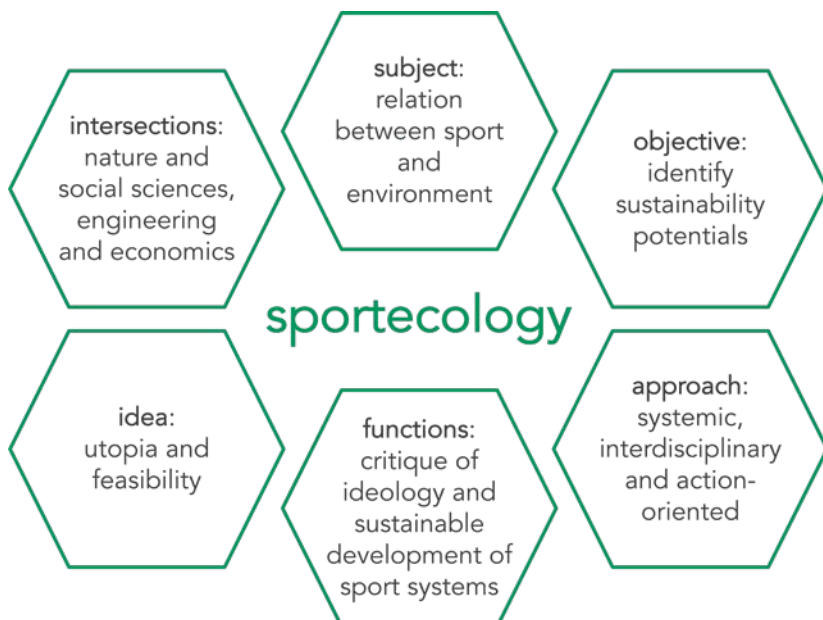 subject:
relation
between sport
and
environment
intersections:
nature and
social sciences,
engineering
and economics
objective:
identify
sustainability
potentials
sportecology
idea:
utopia and
feasibility
functions:
critique of
ideology and
sustainable
development of
sport systems
approach:
systemic,
interdisciplinary
and action-
oriented